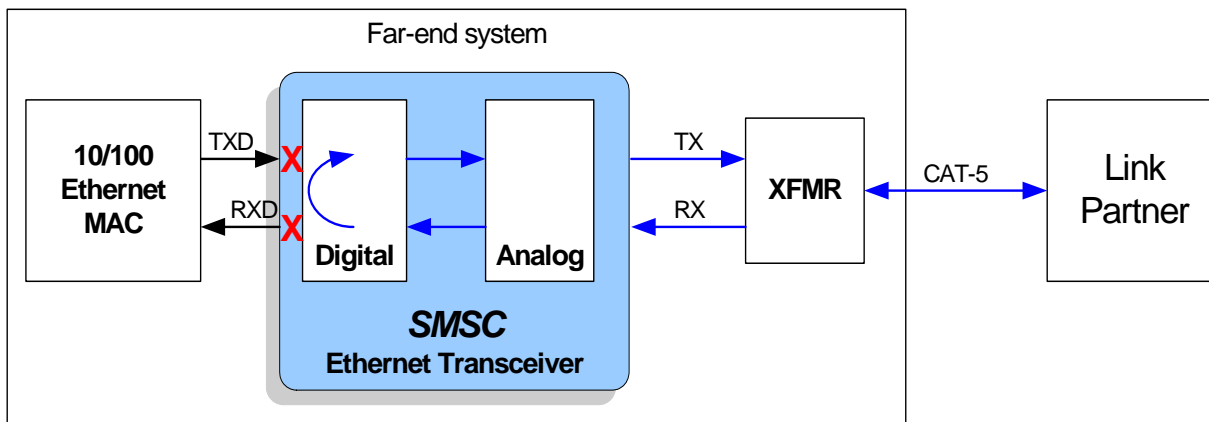 Far-end system
10/100
Ethernet
MAC
TXD
RXD
X
X
Digital
Analog
SMSC
Ethernet Transceiver
TX
RX
XFMR
CAT-5
Link
Partner